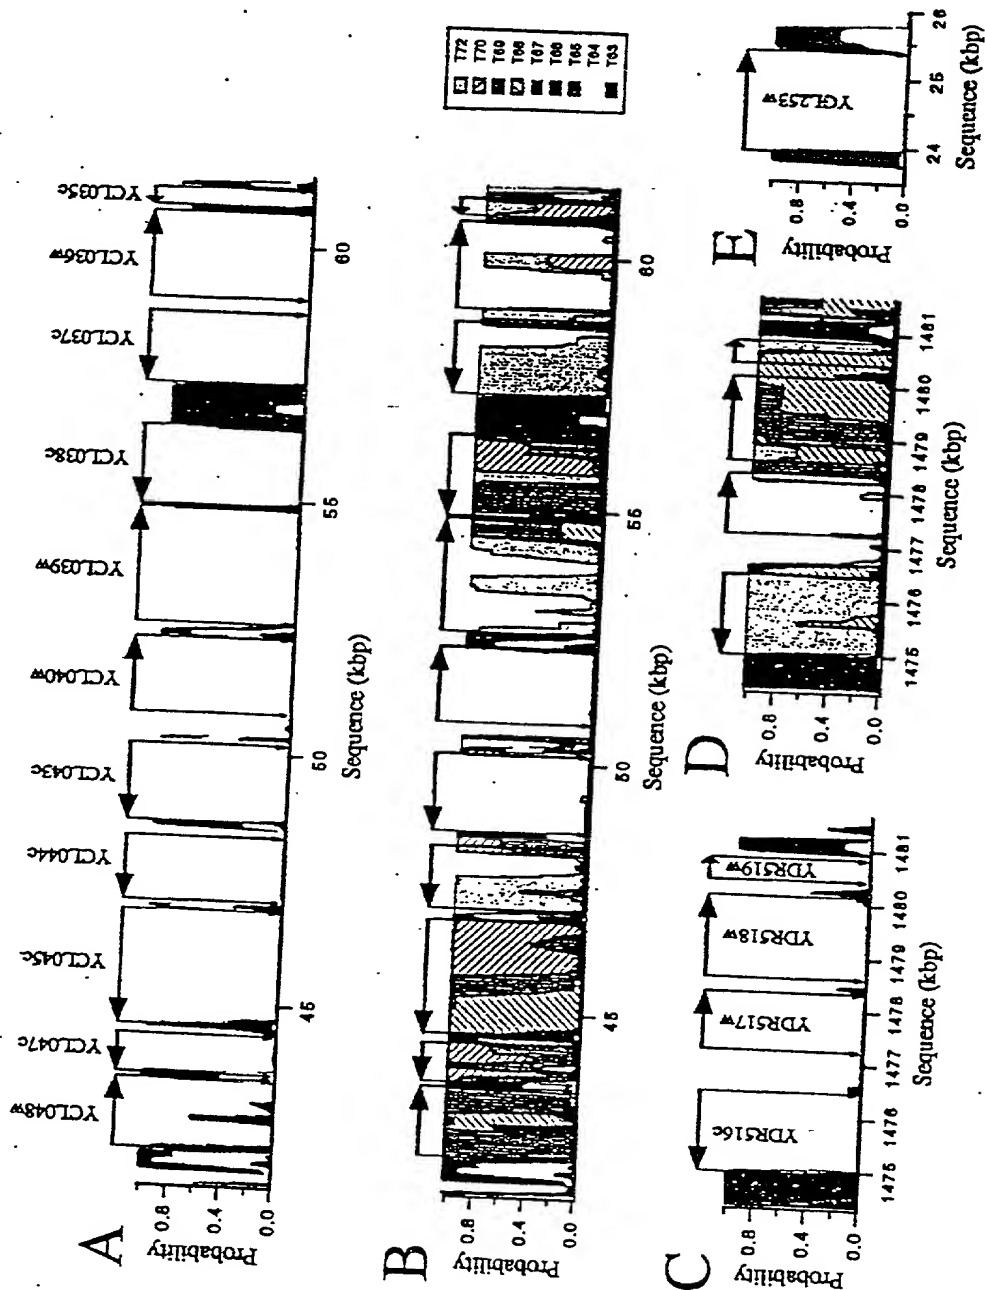 A
YCL048w
YCL047c
YCL045c
YCL044c
YCL043c
YCL040w
YCL039w
YCL038c
YCL037c
YCL036w
YCL035c
Probability
0.8
0.4
0.0
45
50
55
60
Sequence (kbp)
B
Probability
0.8
0.4
0.0
45
50
55
60
Sequence (kbp)
T72
T70
T69
T68
T67
T66
T65
T64
T63
C
YDR516c
YDR517w
YDR518w
YDR519w
Probability
0.8
0.4
0.0
1475
1476
1477
1478
1479
1480
1481
Sequence (kbp)
D
Probability
0.8
0.4
0.0
1475
1476
1477
1478
1479
1480
1481
Sequence (kbp)
E
YGL253w
Probability
0.8
0.4
0.0
24
25
26
Sequence (kbp)